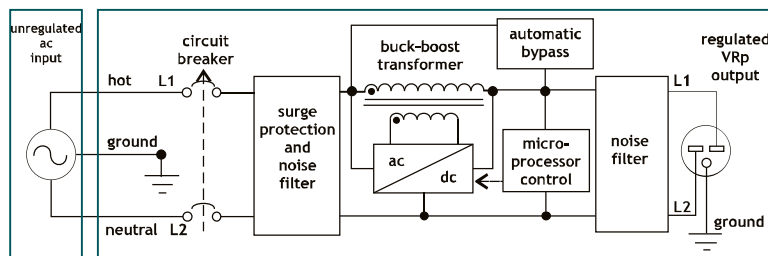 unregulated
ac
input
hot
L1
ground
neutral
L2
circuit
breaker
surge
protection
and
noise
filter
buck-boost
transformer
automatic
bypass
ac
dc
micro-
processor
control
noise
filter
regulated
VRp
output
L1
L2
ground